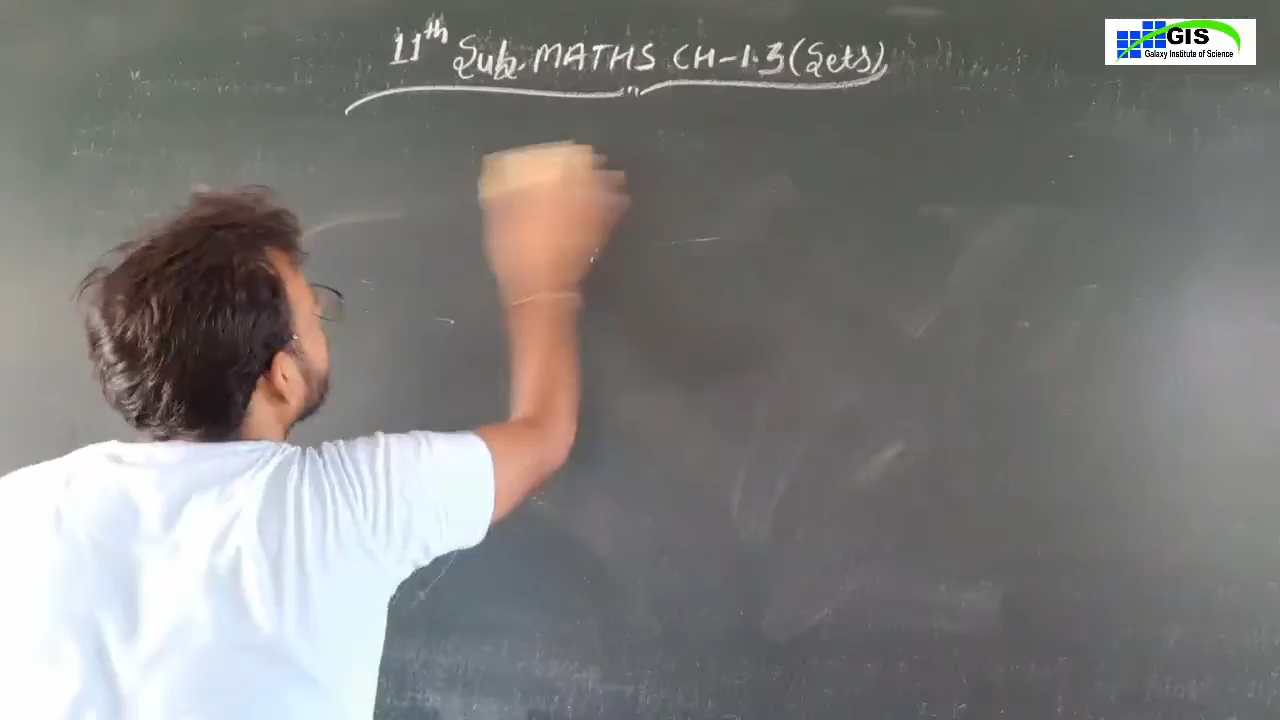 11th Sub. MATHS CH-1.3 (Sets)
GIS
Galaxy Institute of Science